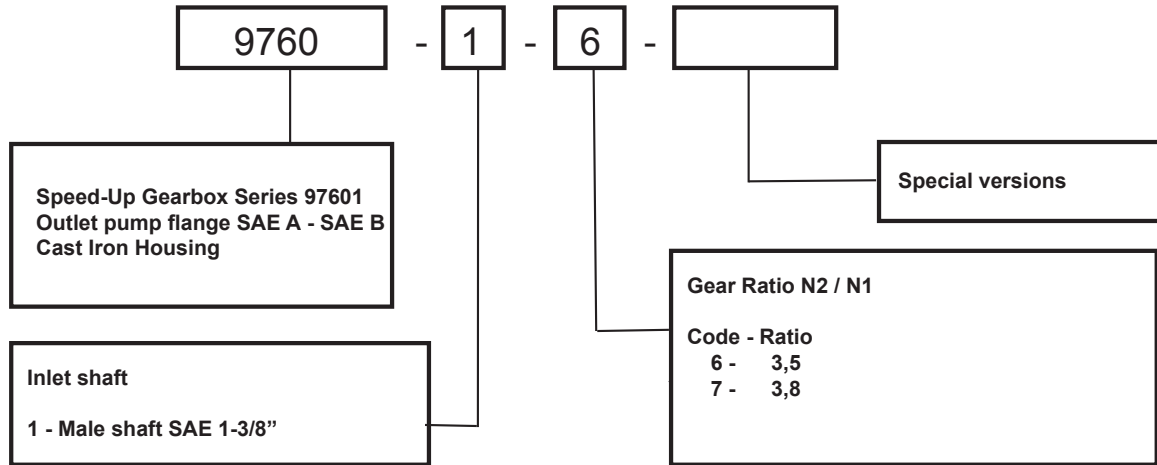 9760 - 1 - 6 -
Speed-Up Gearbox Series 97601
Outlet pump flange SAE A - SAE B
Cast Iron Housing
Special versions
Gear Ratio N2 / N1
Code - Ratio
6 - 3,5
7 - 3,8
Inlet shaft
1 - Male shaft SAE 1-3/8”